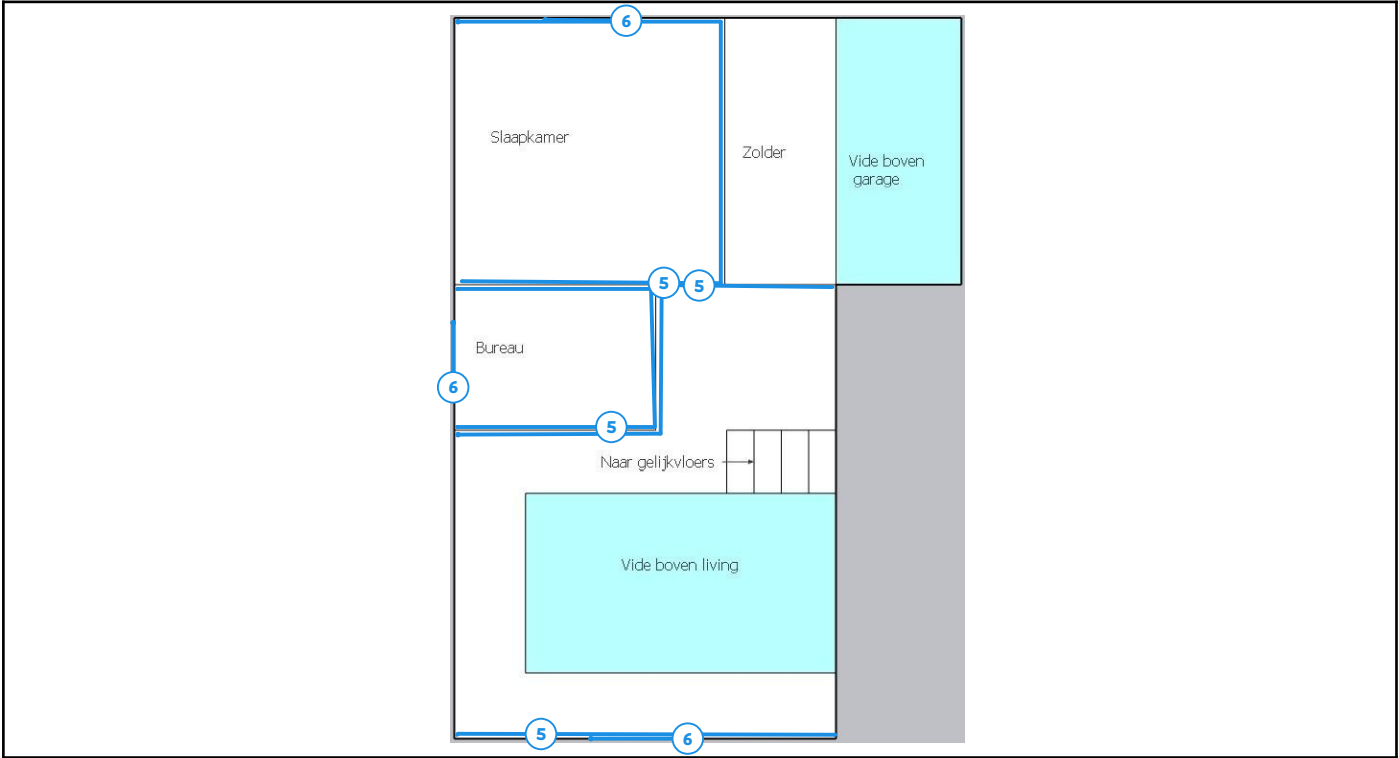 6
Slaapkamer
Zolder
Vide boven
garage
5
5
Bureau
6
5
Naar gelijkvloers
Vide boven living
5
6